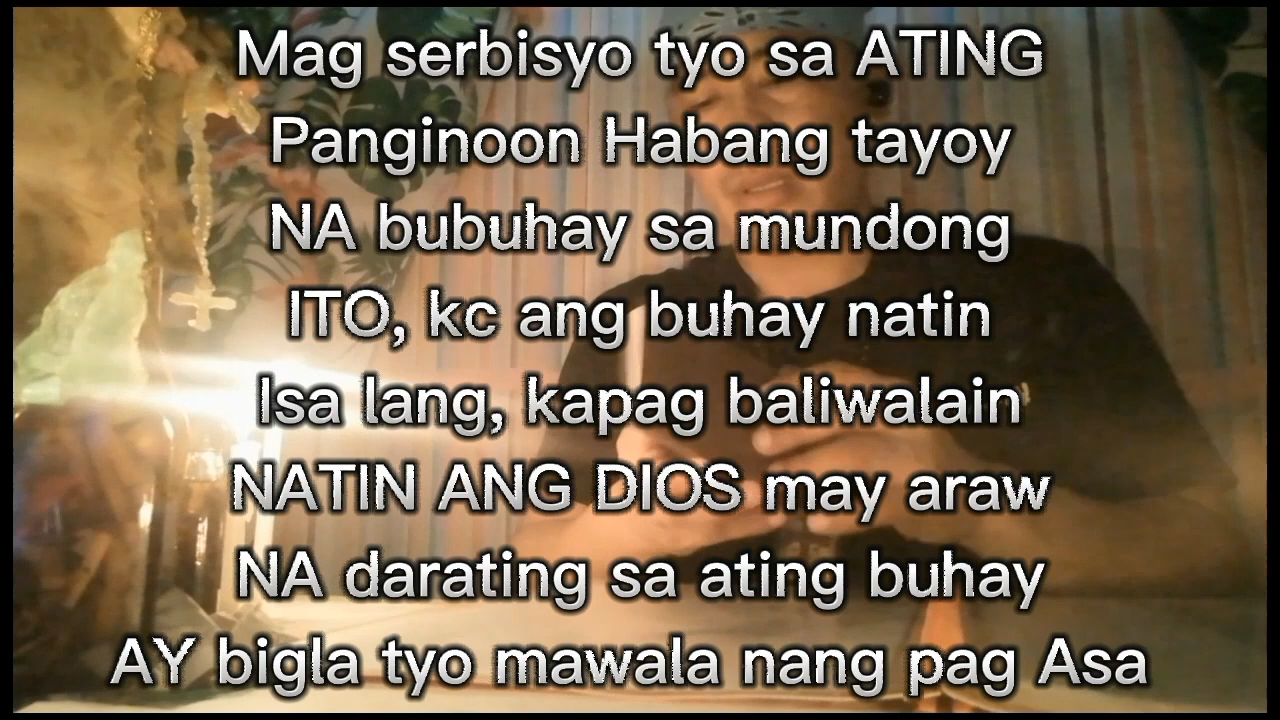 Mag serbisyo tyo sa ATING
Panginoon Habang tayoy
NA bubuhay sa mundong
ITO, kc ang buhay natin
Isa lang, kapag baliwalain
NATIN ANG DIOS may araw
NA darating sa ating buhay
AY bigla tyo mawala nang pag Asa